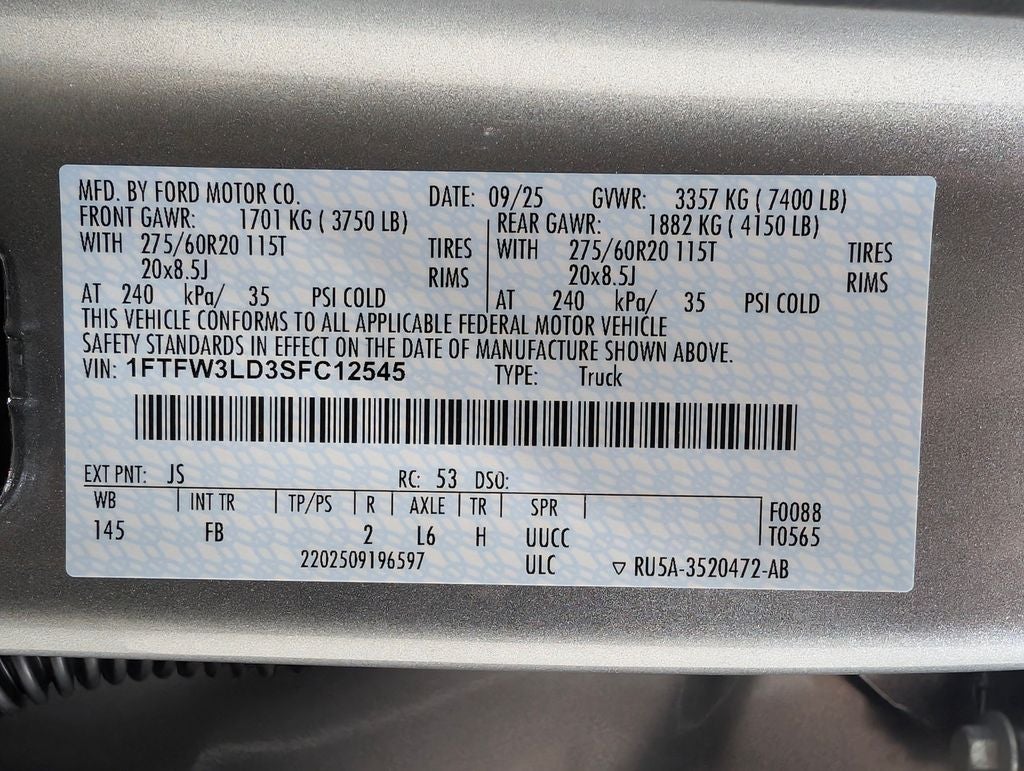 MFD. BY FORD MOTOR CO. DATE: 09/25 GVWR: 3357 KG ( 7400 LB)
FRONT GAWR: 1701 KG ( 3750 LB) REAR GAWR: 1882 KG ( 4150 LB)
WITH 275/60R20 115T TIRES WITH 275/60R20 115T TIRES
20x8.5J RIMS 20x8.5J RIMS
AT 240 kPa/ 35 PSI COLD AT 240 kPa/ 35 PSI COLD
THIS VEHICLE CONFORMS TO ALL APPLICABLE FEDERAL MOTOR VEHICLE
SAFETY STANDARDS IN EFFECT ON THE DATE OF MANUFACTURE SHOWN ABOVE.
VIN: 1FTFW3LD3SFC12545 TYPE: Truck
EXT PNT: JS RC: 53 DSO:
WB INT TR TP/PS R AXLE TR SPR F0088
145 FB 2 L6 H UUCC T0565
2202509196597 ULC ▽ RU5A-3520472-AB